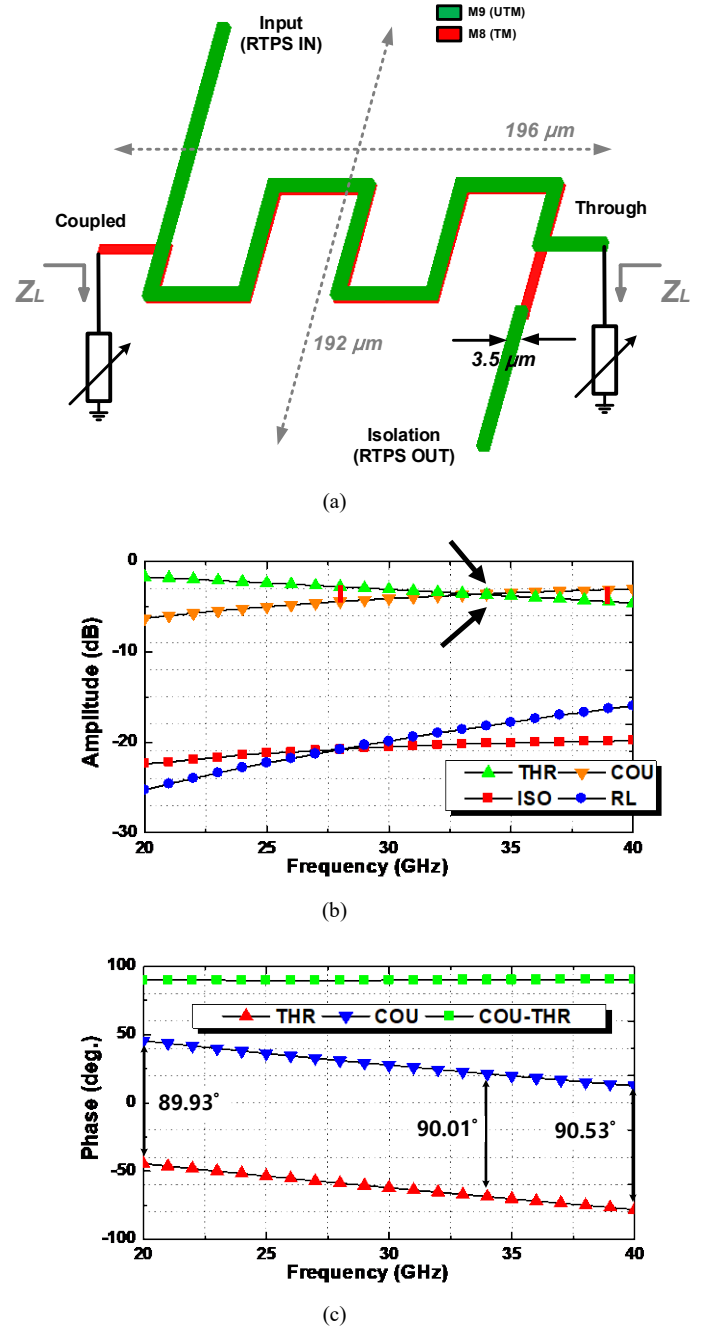 Input
(RTPS IN)
M9 (UTM)
M8 (TM)
196 μm
Coupled
Through
ZL
ZL
192 μm
3.5 μm
Isolation
(RTPS OUT)
(a)
Amplitude (dB)
0
-10
-20
-30
THR COU
ISO RL
20 25 30 35 40
Frequency (GHz)
(b)
Phase (deg.)
100
50
0
-50
-100
THR COU COU-THR
89.93°
90.01°
90.53°
20 25 30 35 40
Frequency (GHz)
(c)